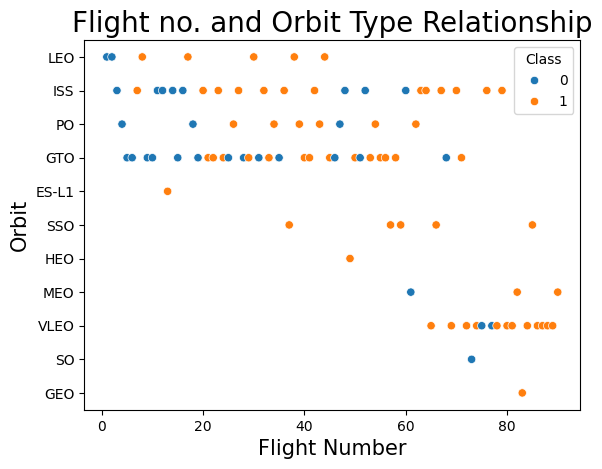 Flight no. and Orbit Type Relationship
Class
0
1
LEO
ISS
PO
GTO
ES-L1
SSO
HEO
MEO
VLEO
SO
GEO
Orbit
0 20 40 60 80
Flight Number